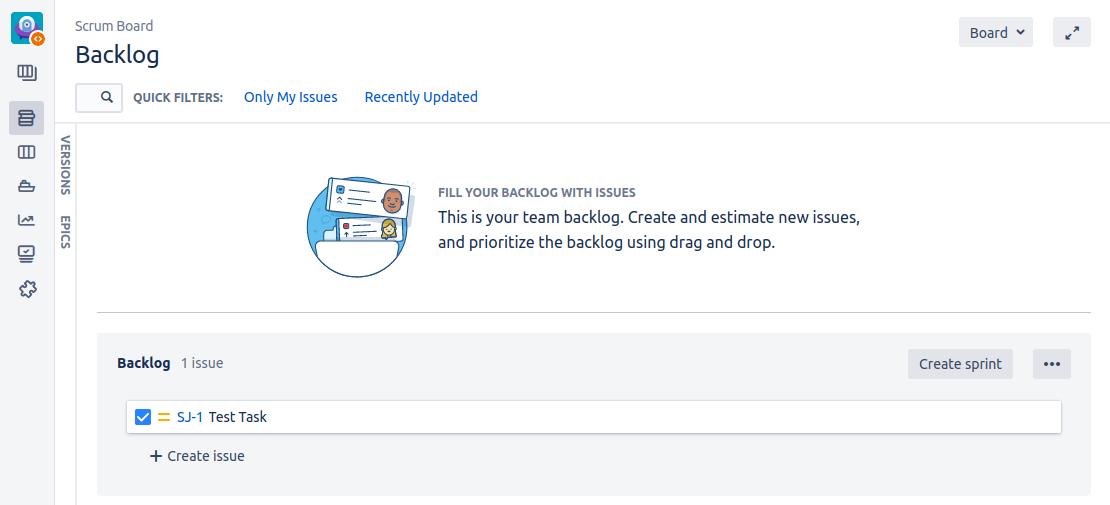 Scrum Board
Backlog
Board
QUICK FILTERS:
Only My Issues
Recently Updated
VERSIONS
EPICS
FILL YOUR BACKLOG WITH ISSUES
This is your team backlog. Create and estimate new issues,
and prioritize the backlog using drag and drop.
Backlog 1 issue
Create sprint
SJ-1 Test Task
+ Create issue